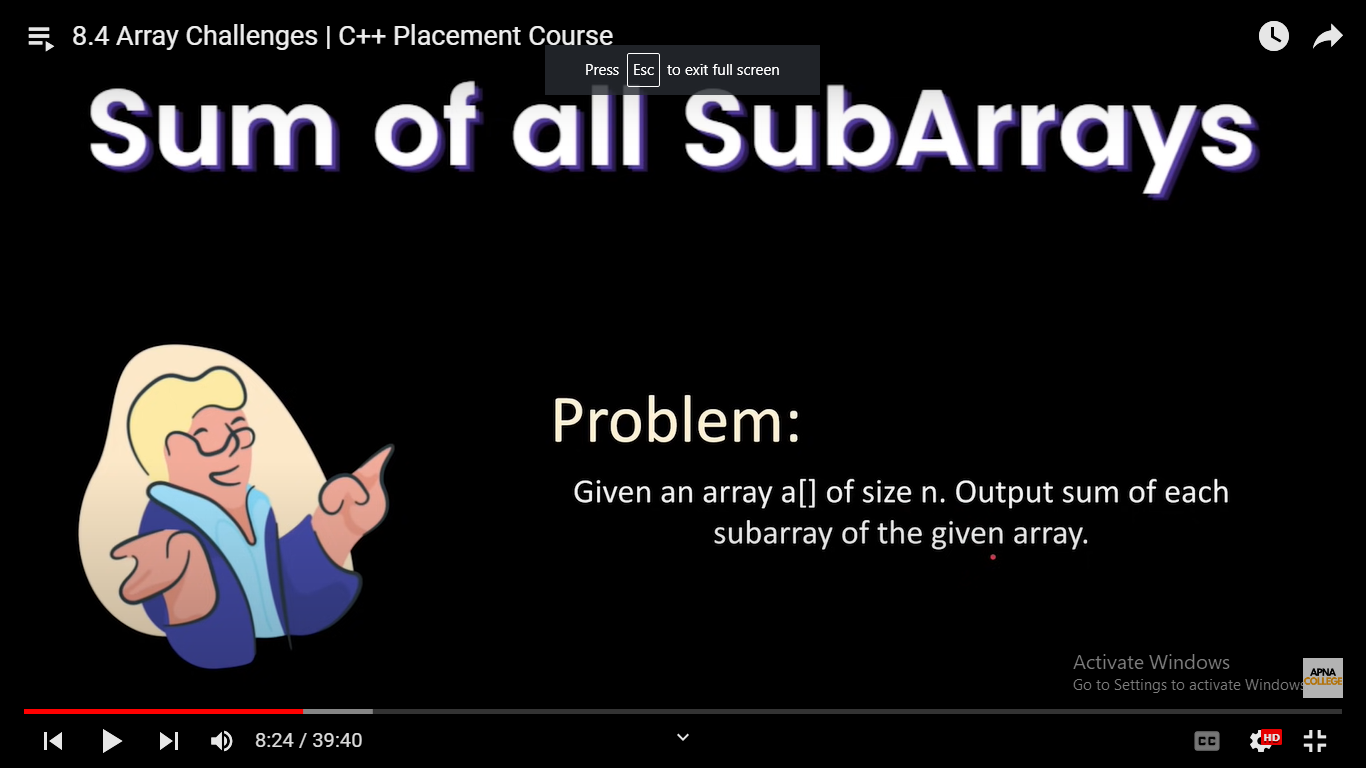 8.4 Array Challenges | C++ Placement Course
Press Esc to exit full screen
Sum of all SubArrays
Problem:
Given an array a[] of size n. Output sum of each
subarray of the given array.
Activate Windows
Go to Settings to activate Windows
APNA
COLLEGE
8:24 / 39:40
CC
HD